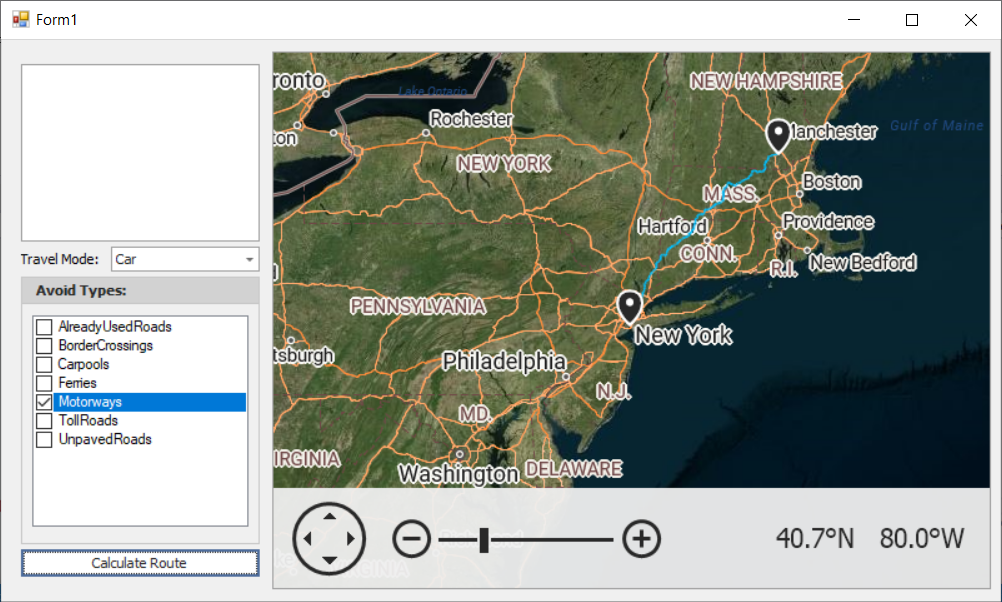 Form1
Travel Mode: Car
Avoid Types:
AlreadyUsedRoads
BorderCrossings
Carpools
Ferries
Motorways
TollRoads
UnpavedRoads
Calculate Route
ronto
Lake Ontario
NEW HAMPSHIRE
Rochester
Gulf of Maine
lanchester
ton
NEW YORK
Boston
MASS.
Hartford
Providence
CONN.
New Bedford
R.I.
PENNSYLVANIA
New York
tsburgh
Philadelphia
N.J.
MD.
IRGINIA
DELAWARE
Washington
40.7°N 80.0°W